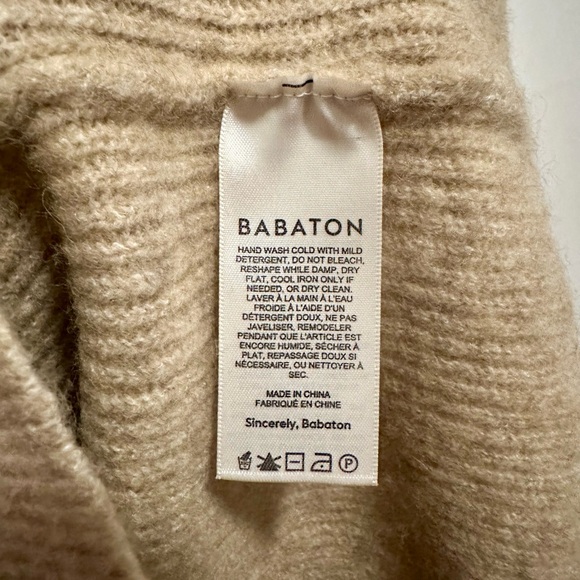 BABATON
HAND WASH COLD WITH MILD
DETERGENT, DO NOT BLEACH,
RESHAPE WHILE DAMP, DRY
FLAT, COOL IRON ONLY IF
NEEDED, OR DRY CLEAN.
LAVER À LA MAIN À L'EAU
FROIDE À L'AIDE D'UN
DÉTERGENT DOUX, NE PAS
JAVELISER, REMODELER
PENDANT QUE L'ARTICLE EST
ENCORE HUMIDE, SÉCHER À
PLAT, REPASSAGE DOUX SI
NÉCESSAIRE, OU NETTOYER À
SEC.
MADE IN CHINA
FABRIQUÉ EN CHINE
Sincerely, Babaton
P